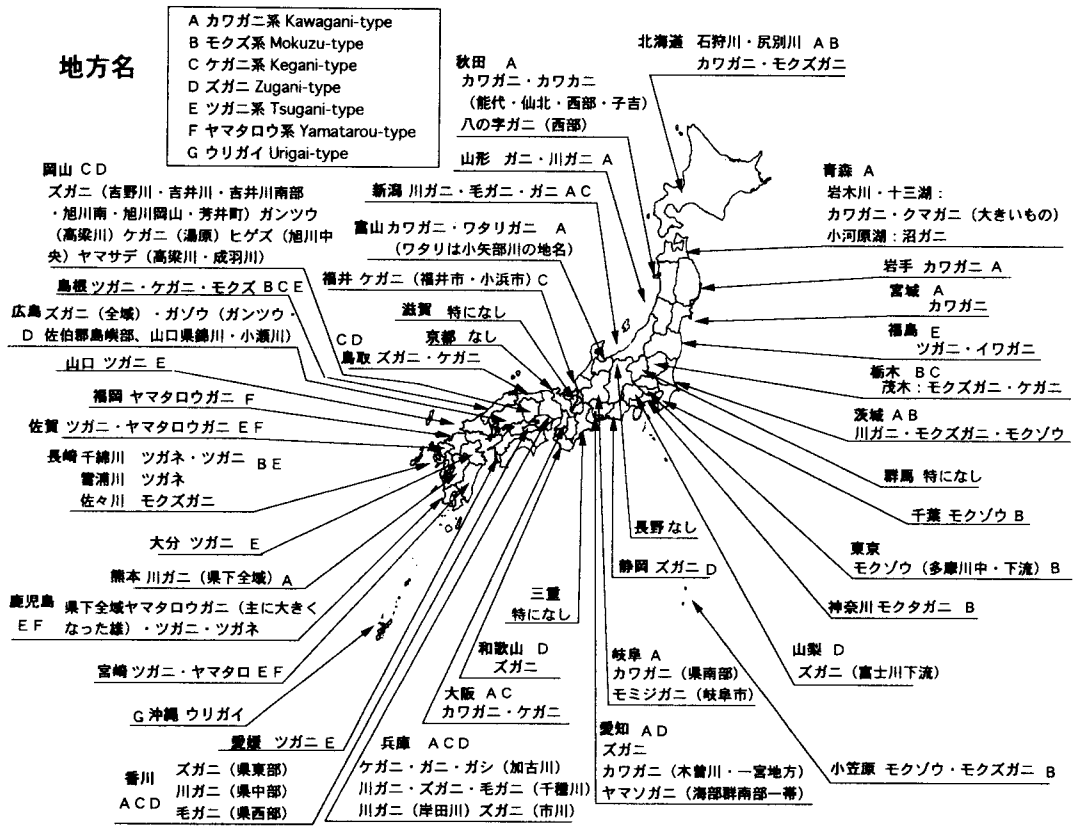 地方名
A カワガニ系 Kawagani-type
B モクズ系 Mokuzu-type
C ケガニ系 Kegani-type
D ズガニ Zugani-type
E ツガニ系 Tsugani-type
F ヤマタロウ系 Yamatarou-type
G ウリガイ Urigai-type
北海道 石狩川・尻別川 A B
カワガニ・モクズガニ
秋田 A
カワガニ・カワカニ
(能代・仙北・西部・子吉)
八の字ガニ(西部)
山形 ガニ・川ガニ A
新潟 川ガニ・毛ガニ・ガニ A C
富山 カワガニ・ワタリガニ A
(ワタリは小矢部川の地名)
福井 ケガニ(福井市・小浜市)C
滋賀 特になし
京都 なし
C D
鳥取 ズガニ・ケガニ
岡山 C D
ズガニ(吉野川・吉井川・吉井川南部
・旭川南・旭川岡山・芳井町)ガンツウ
(高梁川)ケガニ(湯原)ヒゲズ(旭川中
央)ヤマサデ(高梁川・成羽川)
島根 ツガニ・ケガニ・モクズ B C E
広島 ズガニ(全域)・ガゾウ(ガンツウ・
D 佐伯郡島嶼部、山口県錦川・小瀬川)
山口 ツガニ E
福岡 ヤマタロウガニ F
佐賀 ツガニ・ヤマタロウガニ E F
長崎 千綿川 ツガネ・ツガニ B E
雪浦川 ツガネ
佐々川 モクズガニ
大分 ツガニ E
熊本 川ガニ(県下全域)A
鹿児島 県下全域ヤマタロウガニ(主に大きく
E F なった雄)・ツガニ・ツガネ
宮崎 ツガニ・ヤマタロ E F
G 沖縄 ウリガイ
愛媛 ツガニ E
香川 ズガニ(県東部)
A C D 川ガニ(県中部)
毛ガニ(県西部)
兵庫 A C D
ケガニ・ガニ・ガシ(加古川)
川ガニ・ズガニ・毛ガニ(千種川)
川ガニ(岸田川)ズガニ(市川)
大阪 A C
カワガニ・ケガニ
和歌山 D
ズガニ
三重
特になし
岐阜 A
カワガニ(県南部)
モミジガニ(岐阜市)
愛知 A D
ズガニ
カワガニ(木曽川・一宮地方)
ヤマソガニ(海部群南部一帯)
静岡 ズガニ D
長野 なし
青森 A
岩木川・十三湖:
カワガニ・クマガニ(大きいもの)
小河原湖:沼ガニ
岩手 カワガニ A
宮城 A
カワガニ
福島 E
ツガニ・イワガニ
栃木 B C
茂木:モクズガニ・ケガニ
茨城 A B
川ガニ・モクズガニ・モクゾウ
群馬 特になし
千葉 モクゾウ B
東京
モクゾウ(多摩川中・下流)B
神奈川 モクタガニ B
山梨 D
ズガニ(富士川下流)
小笠原 モクゾウ・モクズガニ B